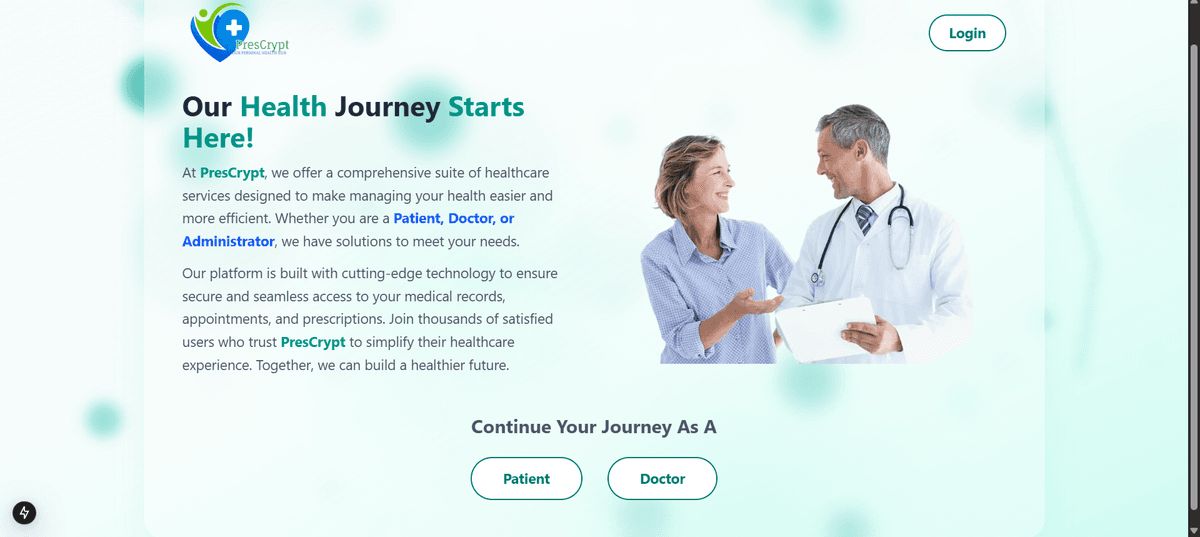 PresCrypt
Login
Our Health Journey Starts
Here!
At PresCrypt, we offer a comprehensive suite of healthcare
services designed to make managing your health easier and
more efficient. Whether you are a Patient, Doctor, or
Administrator, we have solutions to meet your needs.
Our platform is built with cutting-edge technology to ensure
secure and seamless access to your medical records,
appointments, and prescriptions. Join thousands of satisfied
users who trust PresCrypt to simplify their healthcare
experience. Together, we can build a healthier future.
Continue Your Journey As A
Patient
Doctor